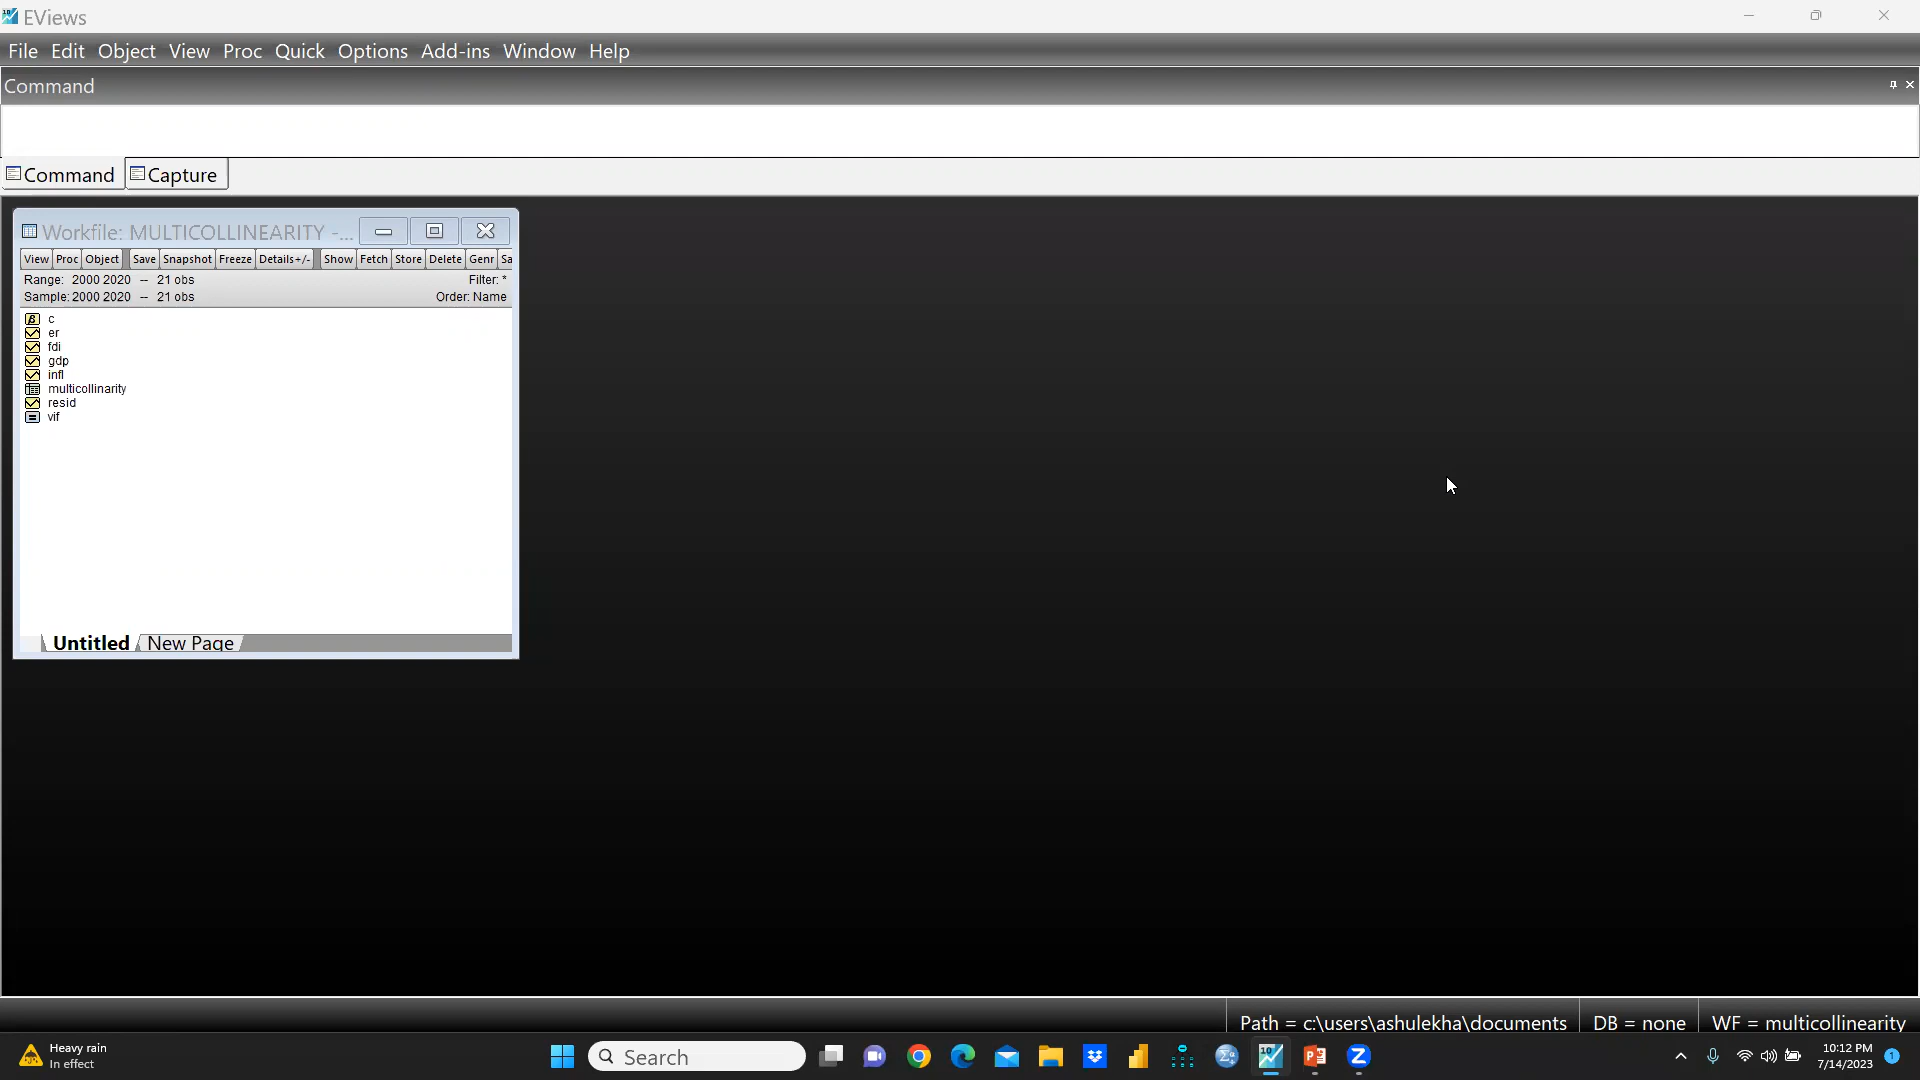 EViews
File Edit Object View Proc Quick Options Add-ins Window Help
Command
Command Capture
Workfile: MULTICOLLINEARITY -...
View Proc Object Save Snapshot Freeze Details+/- Show Fetch Store Delete Genr Sa
Range: 2000 2020 -- 21 obs Filter: *
Sample: 2000 2020 -- 21 obs Order: Name
β c
er
fdi
gdp
infl
multicollinarity
resid
= vif
Untitled New Page
Path = c:\users\ashulekha\documents DB = none WF = multicollinearity
Heavy rain
In effect
Search
10:12 PM
7/14/2023
1